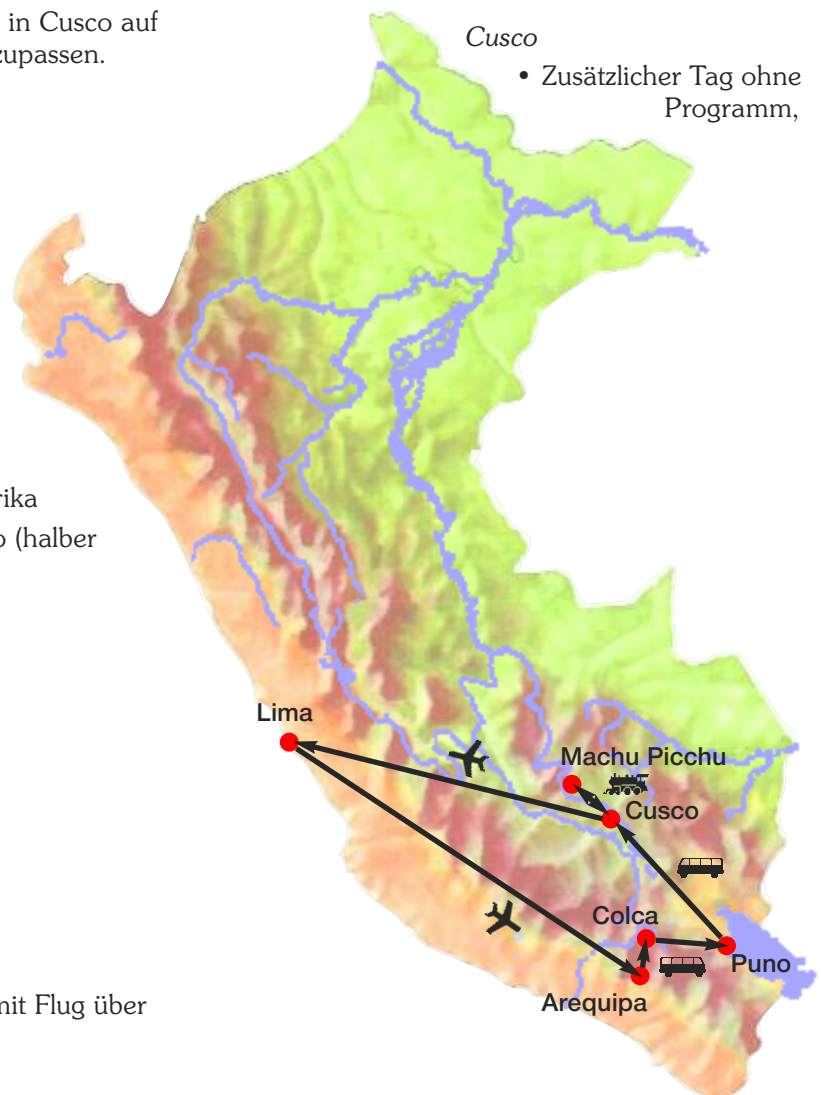 in Cusco auf
zupassen.
Cusco
• Zusätzlicher Tag ohne
Programm,
rika
(halber
Lima
Machu Picchu
Cusco
Colca
Puno
Arequipa
mit Flug über